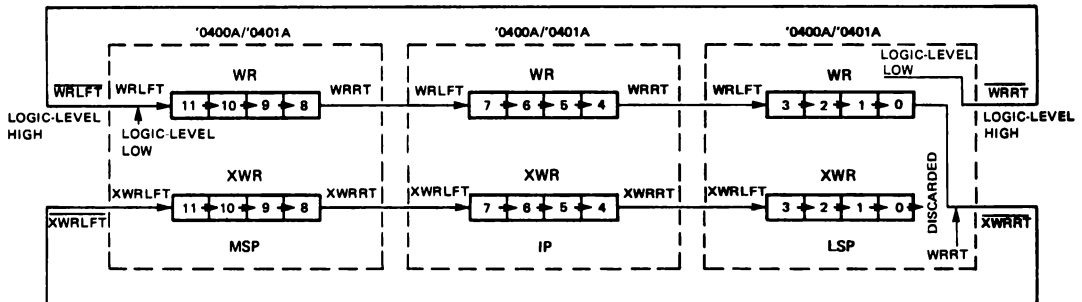 '0400A/'0401A '0400A/'0401A '0400A/'0401A
LOGIC-LEVEL
LOW
WR WR WR
WRLFT WRLFT WRRT WRLFT WRRT WRLFT WRRT
11 10 9 8 7 6 5 4 3 2 1 0
LOGIC-LEVEL
HIGH
LOGIC-LEVEL
LOW
LOGIC-LEVEL
HIGH
DISCARDED
XWR XWR XWR
XWRLFT XWRLFT XWRRT XWRLFT XWRRT XWRLFT XWRRT
11 10 9 8 7 6 5 4 3 2 1 0
MSP IP LSP
WRRT